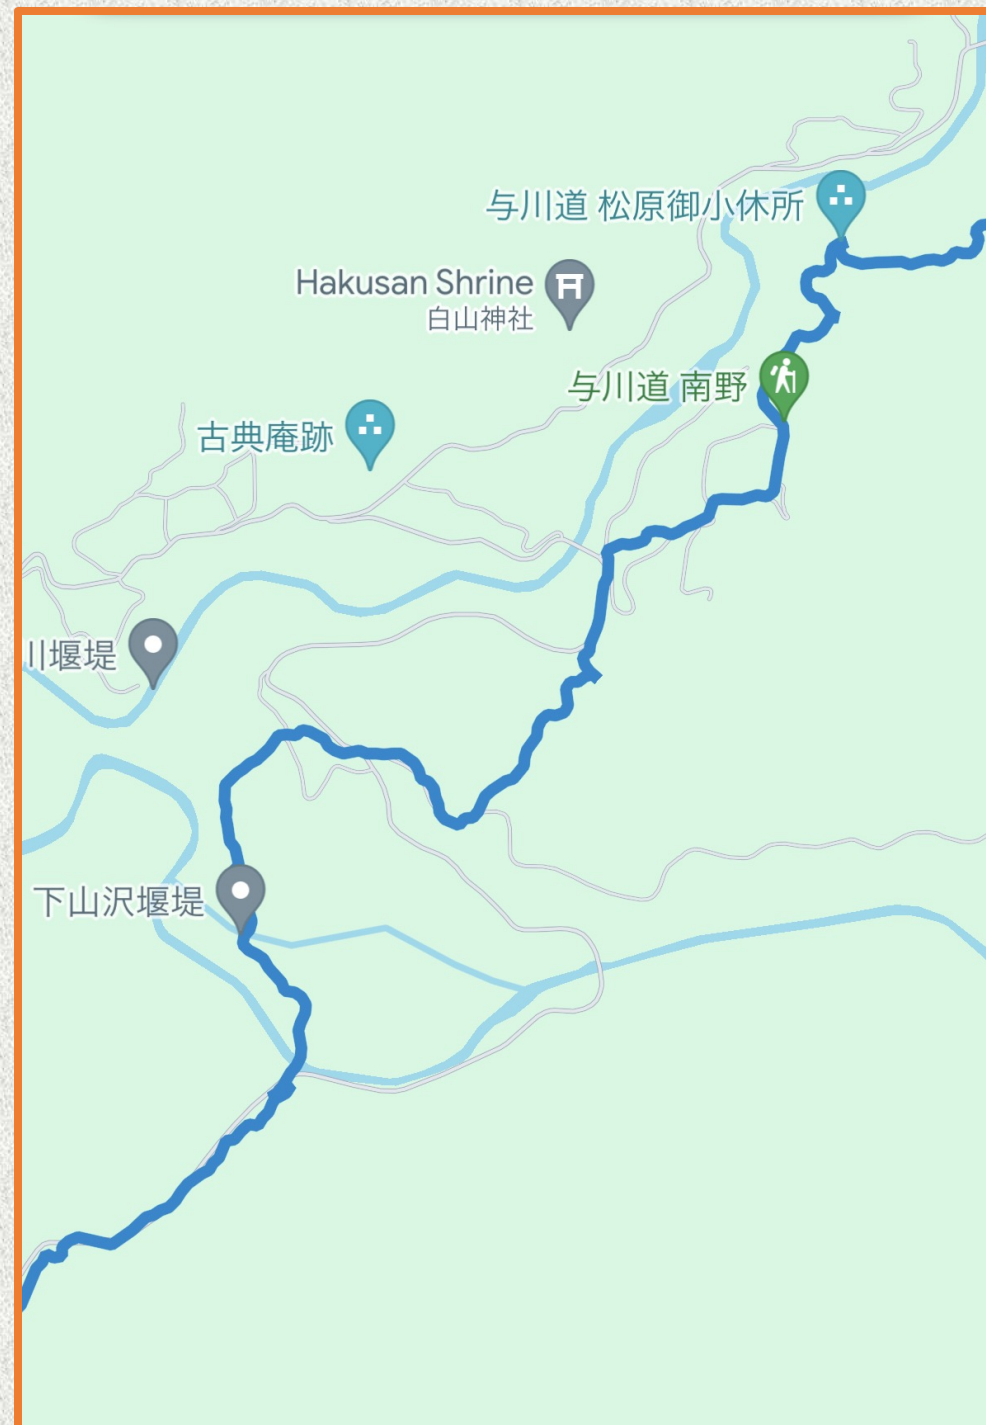 与川道 松原御小休所
Hakusan Shrine
白山神社
与川道 南野
古典庵跡
川堰堤
下山沢堰堤